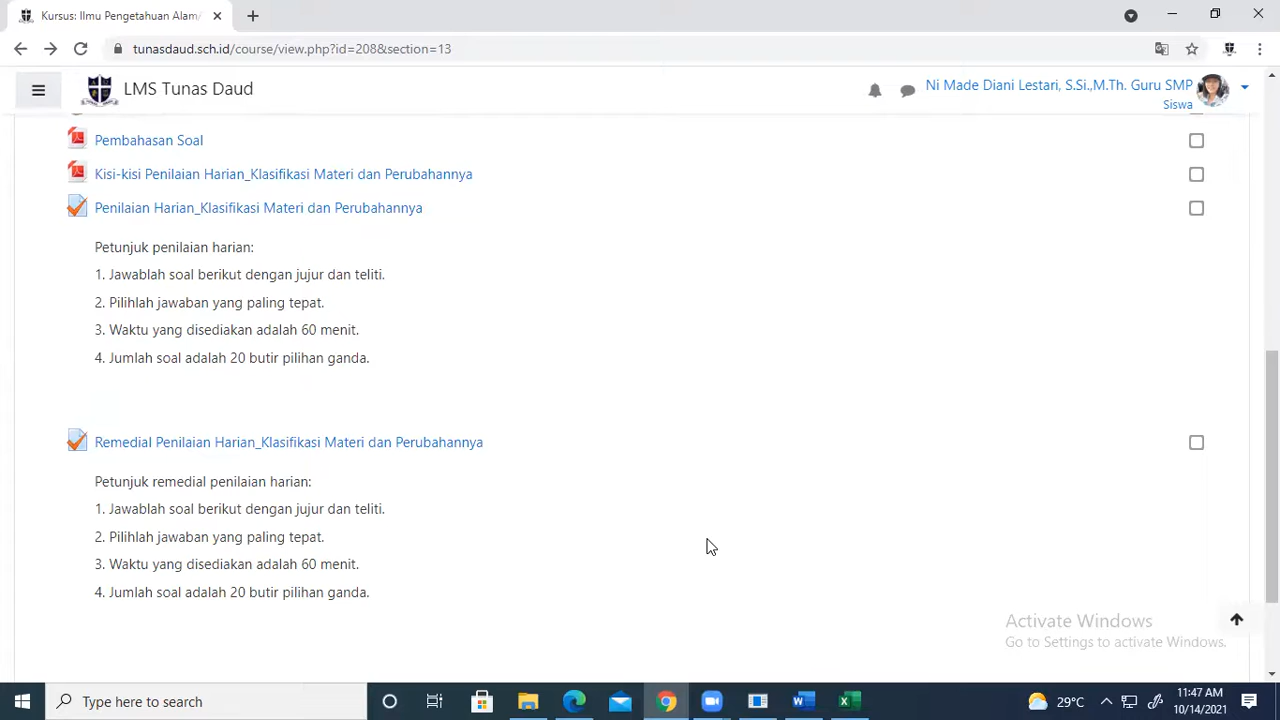 Kursus: Ilmu Pengetahuan Alam/
tunasdaud.sch.id/course/view.php?id=208&section=13
LMS Tunas Daud
Ni Made Diani Lestari, S.Si.,M.Th. Guru SMP
Siswa
Pembahasan Soal
Kisi-kisi Penilaian Harian_Klasifikasi Materi dan Perubahannya
Penilaian Harian_Klasifikasi Materi dan Perubahannya
Petunjuk penilaian harian:
1. Jawablah soal berikut dengan jujur dan teliti.
2. Pilihlah jawaban yang paling tepat.
3. Waktu yang disediakan adalah 60 menit.
4. Jumlah soal adalah 20 butir pilihan ganda.
Remedial Penilaian Harian_Klasifikasi Materi dan Perubahannya
Petunjuk remedial penilaian harian:
1. Jawablah soal berikut dengan jujur dan teliti.
2. Pilihlah jawaban yang paling tepat.
3. Waktu yang disediakan adalah 60 menit.
4. Jumlah soal adalah 20 butir pilihan ganda.
Activate Windows
Go to Settings to activate Windows.
Type here to search
29°C
11:47 AM
10/14/2021